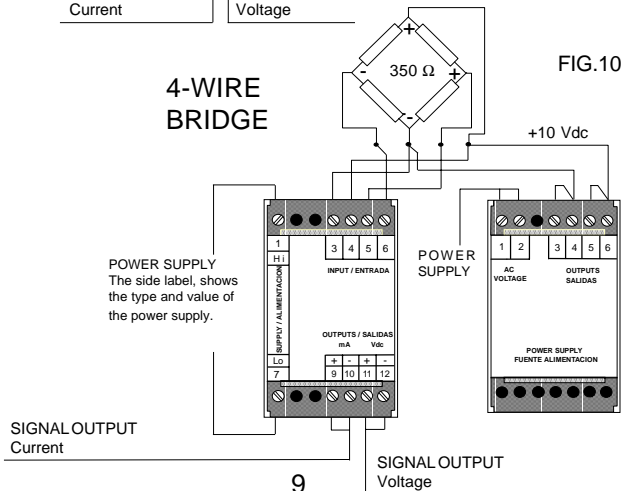 Current
Voltage
4-WIRE
BRIDGE
350 Ω
+
-
+
-
FIG.10
+10 Vdc
POWER SUPPLY
The side label, shows
the type and value of
the power supply.
1
Hi
3 4 5 6
INPUT / ENTRADA
SUPPLY / ALIMENTACION
OUTPUTS / SALIDAS
mA Vdc
Lo
+ - + -
7
9 10 11 12
POWER
SUPPLY
1 2 3 4 5 6
AC
VOLTAGE
OUTPUTS
SALIDAS
POWER SUPPLY
FUENTE ALIMENTACION
SIGNAL OUTPUT
Current
SIGNAL OUTPUT
Voltage
9